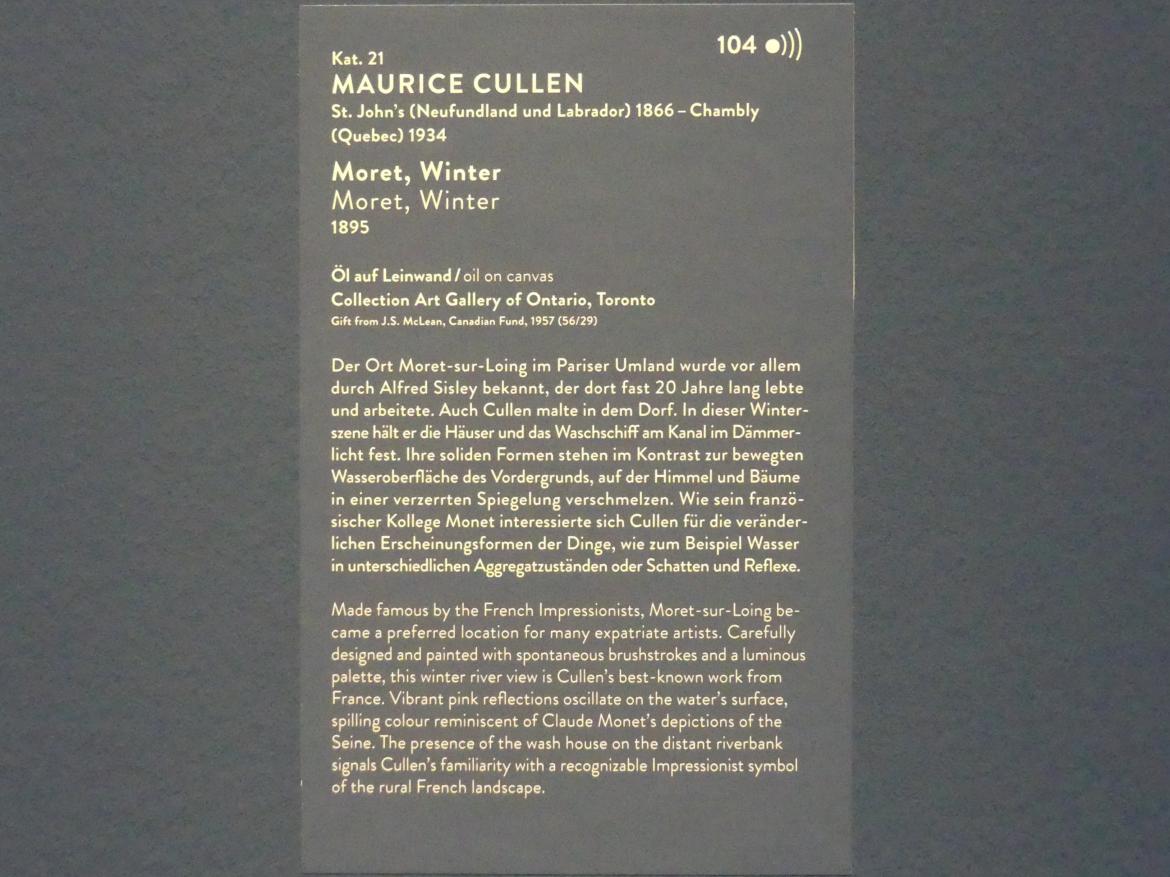 104
Kat. 21
MAURICE CULLEN
St. John's (Neufundland und Labrador) 1866 – Chambly
(Quebec) 1934
Moret, Winter
Moret, Winter
1895
Öl auf Leinwand / oil on canvas
Collection Art Gallery of Ontario, Toronto
Gift from J.S. McLean, Canadian Fund, 1957 (56/29)
Der Ort Moret-sur-Loing im Pariser Umland wurde vor allem
durch Alfred Sisley bekannt, der dort fast 20 Jahre lang lebte
und arbeitete. Auch Cullen malte in dem Dorf. In dieser Winter-
szene hält er die Häuser und das Waschschiff am Kanal im Dämmer-
licht fest. Ihre soliden Formen stehen im Kontrast zur bewegten
Wasseroberfläche des Vordergrunds, auf der Himmel und Bäume
in einer verzerrten Spiegelung verschmelzen. Wie sein franzö-
sischer Kollege Monet interessierte sich Cullen für die veränder-
lichen Erscheinungsformen der Dinge, wie zum Beispiel Wasser
in unterschiedlichen Aggregatzuständen oder Schatten und Reflexe.
Made famous by the French Impressionists, Moret-sur-Loing be-
came a preferred location for many expatriate artists. Carefully
designed and painted with spontaneous brushstrokes and a luminous
palette, this winter river view is Cullen's best-known work from
France. Vibrant pink reflections oscillate on the water's surface,
spilling colour reminiscent of Claude Monet's depictions of the
Seine. The presence of the wash house on the distant riverbank
signals Cullen's familiarity with a recognizable Impressionist symbol
of the rural French landscape.